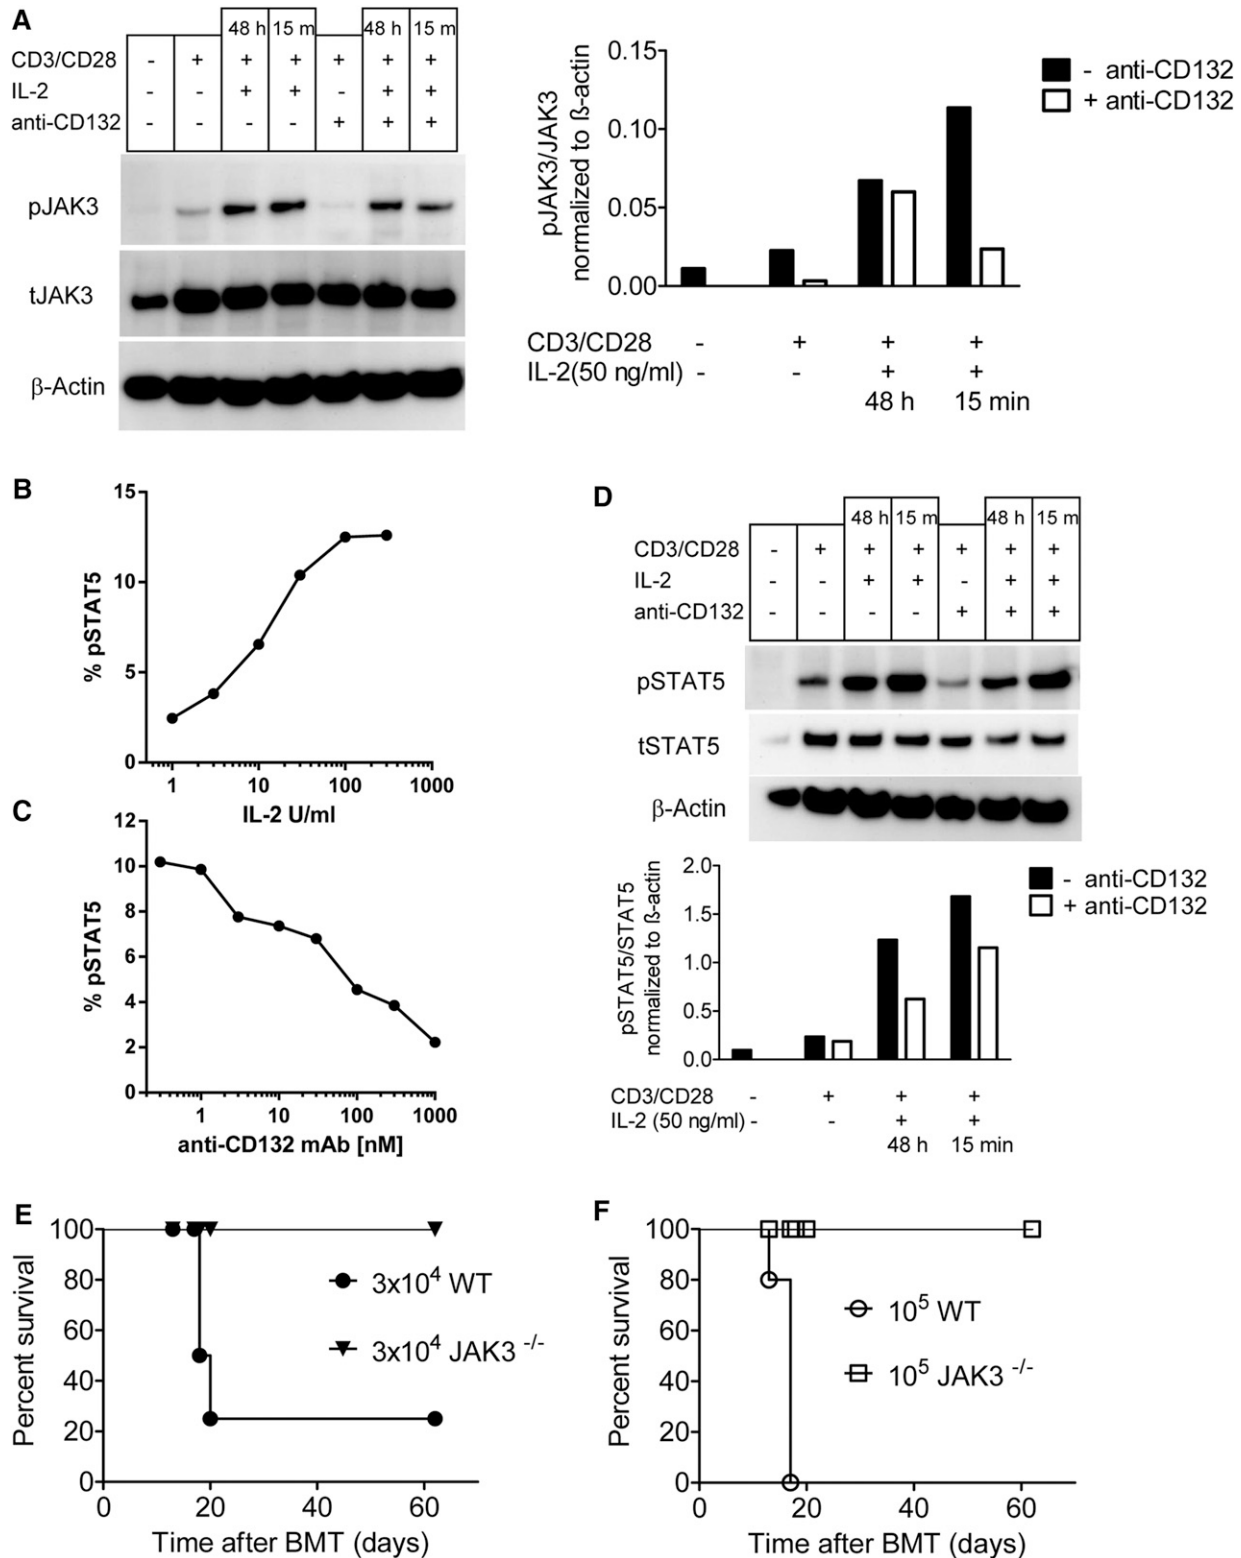 A
48 h 15 m 48 h 15 m
CD3/CD28 - + + + + + +
IL-2 - - + + - + +
anti-CD132 - - - - + + +
pJAK3
tJAK3
β-Actin
pJAK3/JAK3
normalized to ß-actin
0.15
0.10
0.05
0.00
- anti-CD132
+ anti-CD132
CD3/CD28 - + + +
IL-2(50 ng/ml) - - + +
48 h 15 min
B
% pSTAT5
15
10
5
0
1 10 100 1000
IL-2 U/ml
C
% pSTAT5
12
10
8
6
4
2
0
1 10 100 1000
anti-CD132 mAb [nM]
D
48 h 15 m 48 h 15 m
CD3/CD28 - + + + + + +
IL-2 - - + + - + +
anti-CD132 - - - - + + +
pSTAT5
tSTAT5
β-Actin
pSTAT5/STAT5
normalized to ß-actin
2.0
1.5
1.0
0.5
0.0
- anti-CD132
+ anti-CD132
CD3/CD28 - + + +
IL-2 (50 ng/ml) - - + +
48 h 15 min
E
Percent survival
100
80
60
40
20
0
0 20 40 60
Time after BMT (days)
3x10⁴ WT
3x10⁴ JAK3 -/-
F
Percent survival
100
80
60
40
20
0
0 20 40 60
Time after BMT (days)
10⁵ WT
10⁵ JAK3 -/-